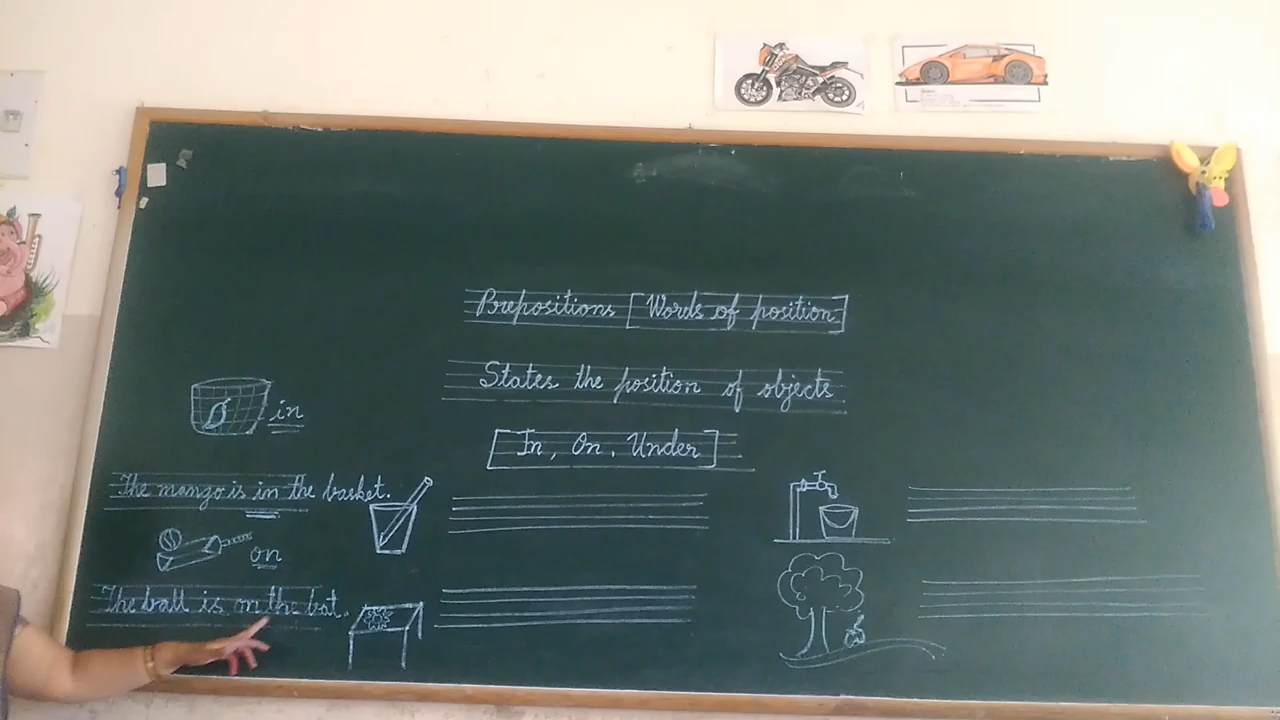 Prepositions [Words of position]
States the position of objects
[In, On, Under]
in
The mango is in the basket.
on
The ball is on the bat.